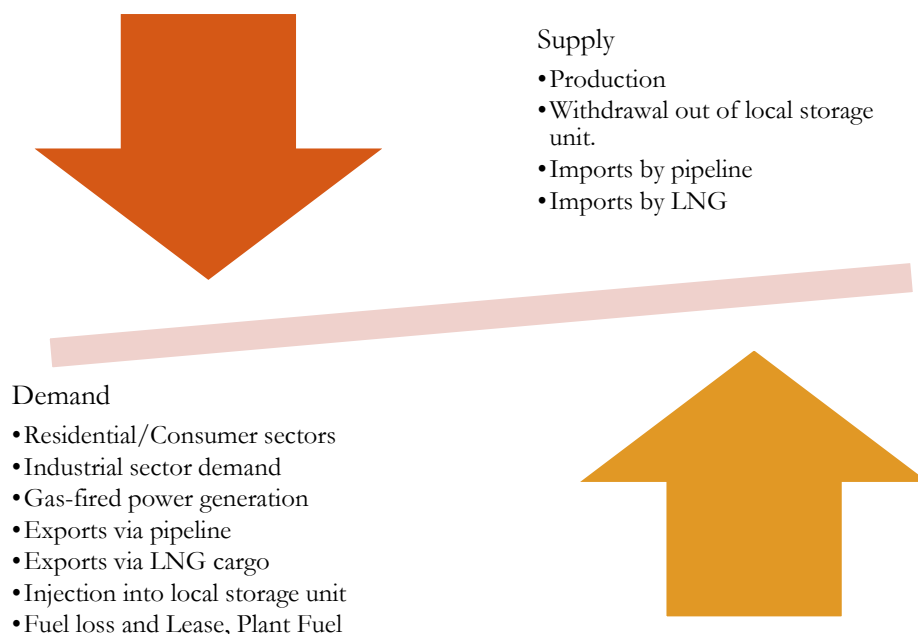 Supply
•Production
•Withdrawal out of local storage
unit.
•Imports by pipeline
•Imports by LNG
Demand
•Residential/Consumer sectors
•Industrial sector demand
•Gas-fired power generation
•Exports via pipeline
•Exports via LNG cargo
•Injection into local storage unit
•Fuel loss and Lease, Plant Fuel